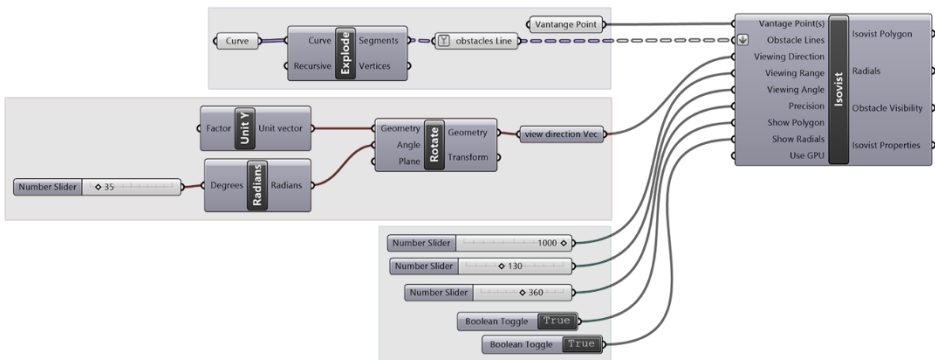 Curve
Curve
Recursive
Explode
Segments
Vertices
obstacles Line
Vantange Point
Vantage Point(s)
Obstacle Lines
Viewing Direction
Viewing Range
Viewing Angle
Precision
Show Polygon
Show Radials
Use GPU
Isovist
Isovist Polygon
Radials
Obstacle Visibility
Isovist Properties
Factor
Unit Y
Unit vector
Number Slider 35
Degrees
Radians
Radians
Geometry
Angle
Plane
Rotate
Geometry
Transform
view direction Vec
Number Slider 1000
Number Slider 130
Number Slider 360
Boolean Toggle True
Boolean Toggle True